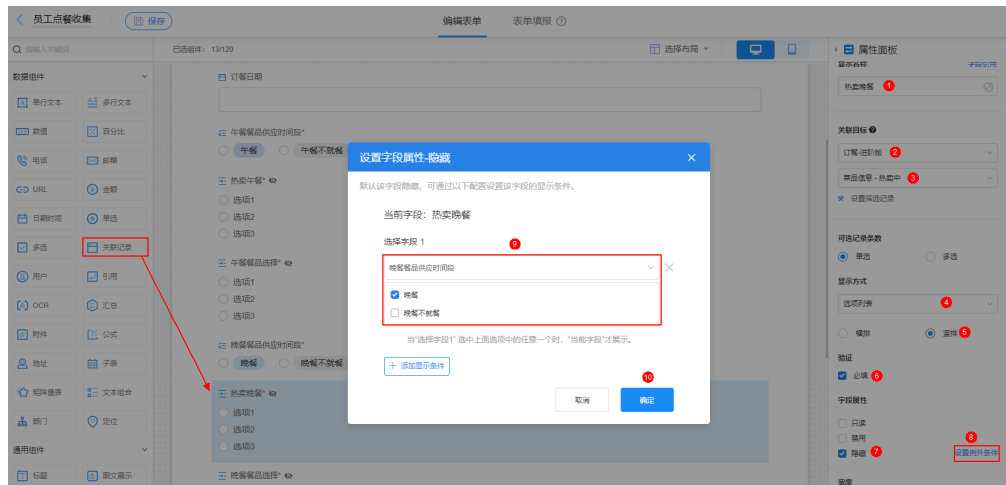 员工点餐收集
保存
编辑表单
表单填报
请输入关键词
已选组件: 13/120
选择布局
属性面板
数据组件
单行文本
多行文本
数值
百分比
电话
邮箱
URL
金额
日期时间
单选
多选
关联记录
用户
引用
OCR
汇总
附件
公式
地址
子表
矩阵量表
文本组合
部门
定位
通用组件
标题
图文展示
订餐日期
午餐餐品供应时间段*
午餐
午餐不就餐
热卖午餐*
选项1
选项2
选项3
午餐餐品选择*
选项1
选项2
选项3
晚餐餐品供应时间段*
晚餐
晚餐不就餐
热卖晚餐*
选项1
选项2
选项3
晚餐餐品选择*
设置字段属性-隐藏
默认该字段隐藏，可通过以下配置设置该字段的显示条件。
当前字段：热卖晚餐
选择字段 1
9
晚餐餐品供应时间段
晚餐
晚餐不就餐
当"选择字段1" 选中上面选项中的任意一个时，"当前字段"才展示。
+ 添加显示条件
10
取消
确定
显示名称
字段引用
热卖晚餐
1
关联目标
订餐-进阶版
2
菜品信息 - 热卖中
3
设置筛选记录
可选记录条数
单选
多选
显示方式
选项列表
4
横排
竖排
5
验证
必填
6
字段属性
只读
禁用
8
隐藏
7
设置例外条件
宽度